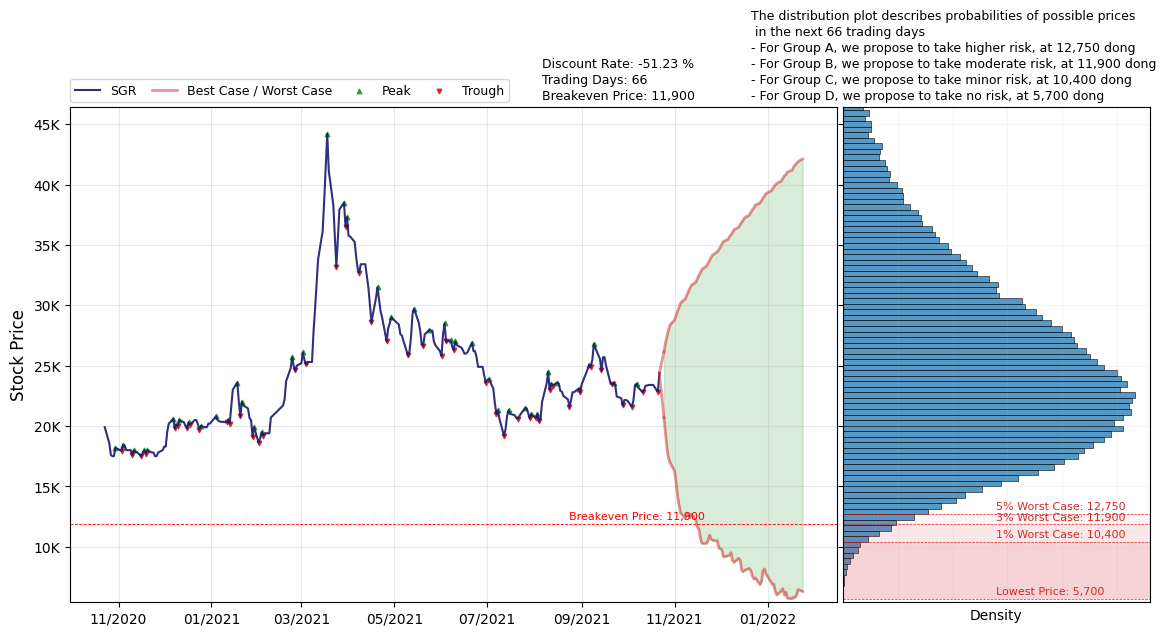 The distribution plot describes probabilities of possible prices
in the next 66 trading days
- For Group A, we propose to take higher risk, at 12,750 dong
- For Group B, we propose to take moderate risk, at 11,900 dong
- For Group C, we propose to take minor risk, at 10,400 dong
- For Group D, we propose to take no risk, at 5,700 dong
Discount Rate: -51.23 %
Trading Days: 66
Breakeven Price: 11,900
SGR
Best Case / Worst Case
Peak
Trough
Stock Price
45K
40K
35K
30K
25K
20K
15K
10K
Breakeven Price: 11,900
11/2020
01/2021
03/2021
05/2021
07/2021
09/2021
11/2021
01/2022
5% Worst Case: 12,750
3% Worst Case: 11,900
1% Worst Case: 10,400
Lowest Price: 5,700
Density